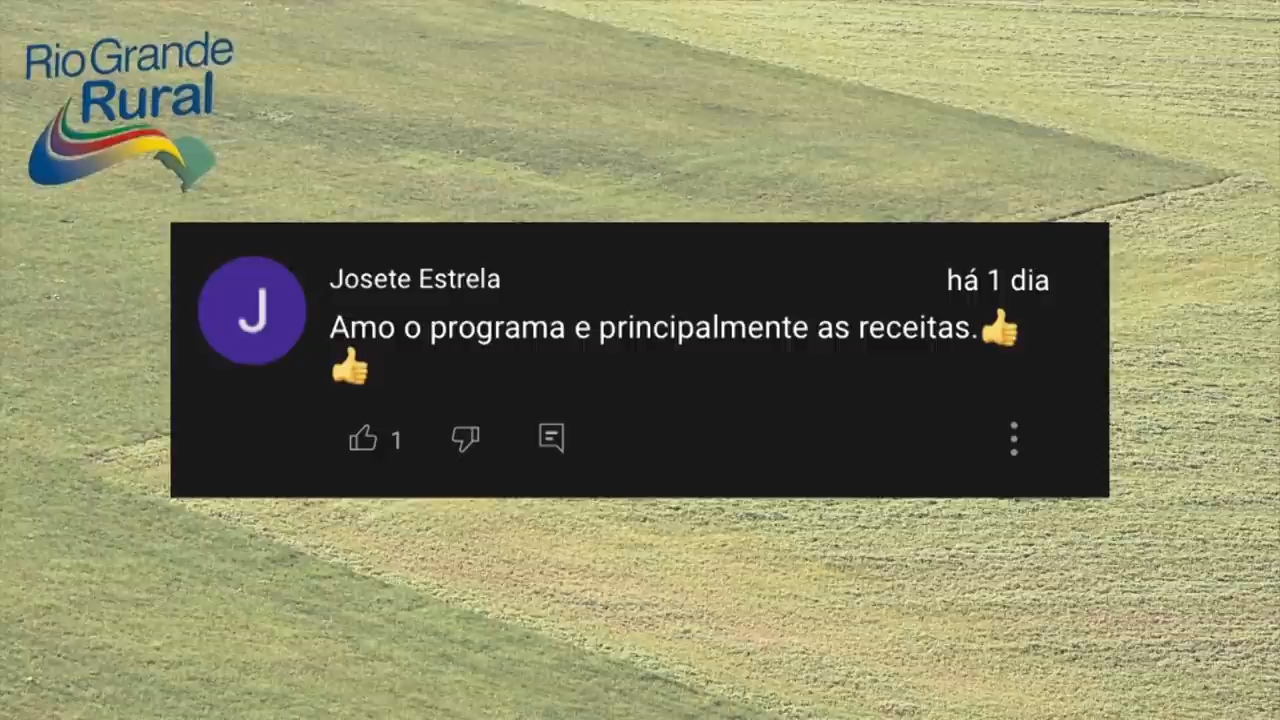 Rio Grande
Rural
J
Josete Estrela
há 1 dia
Amo o programa e principalmente as receitas.👍
👍
1